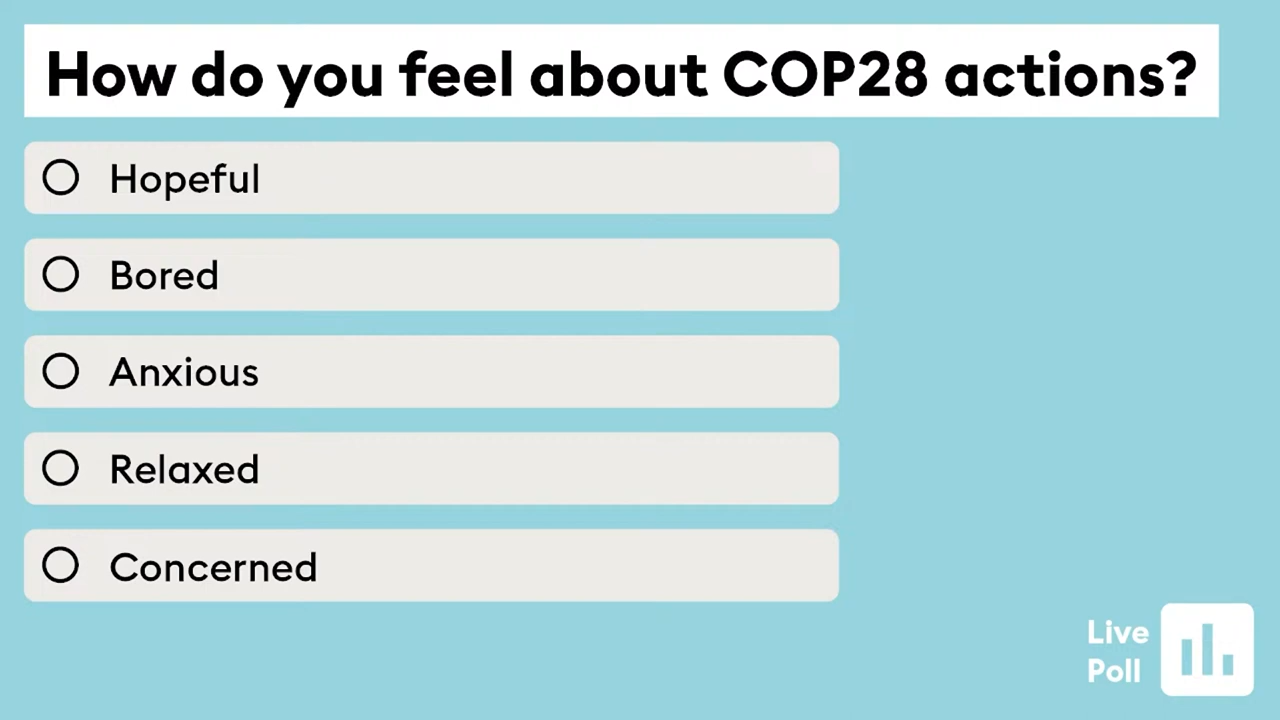 How do you feel about COP28 actions?
Hopeful
Bored
Anxious
Relaxed
Concerned
Live
Poll